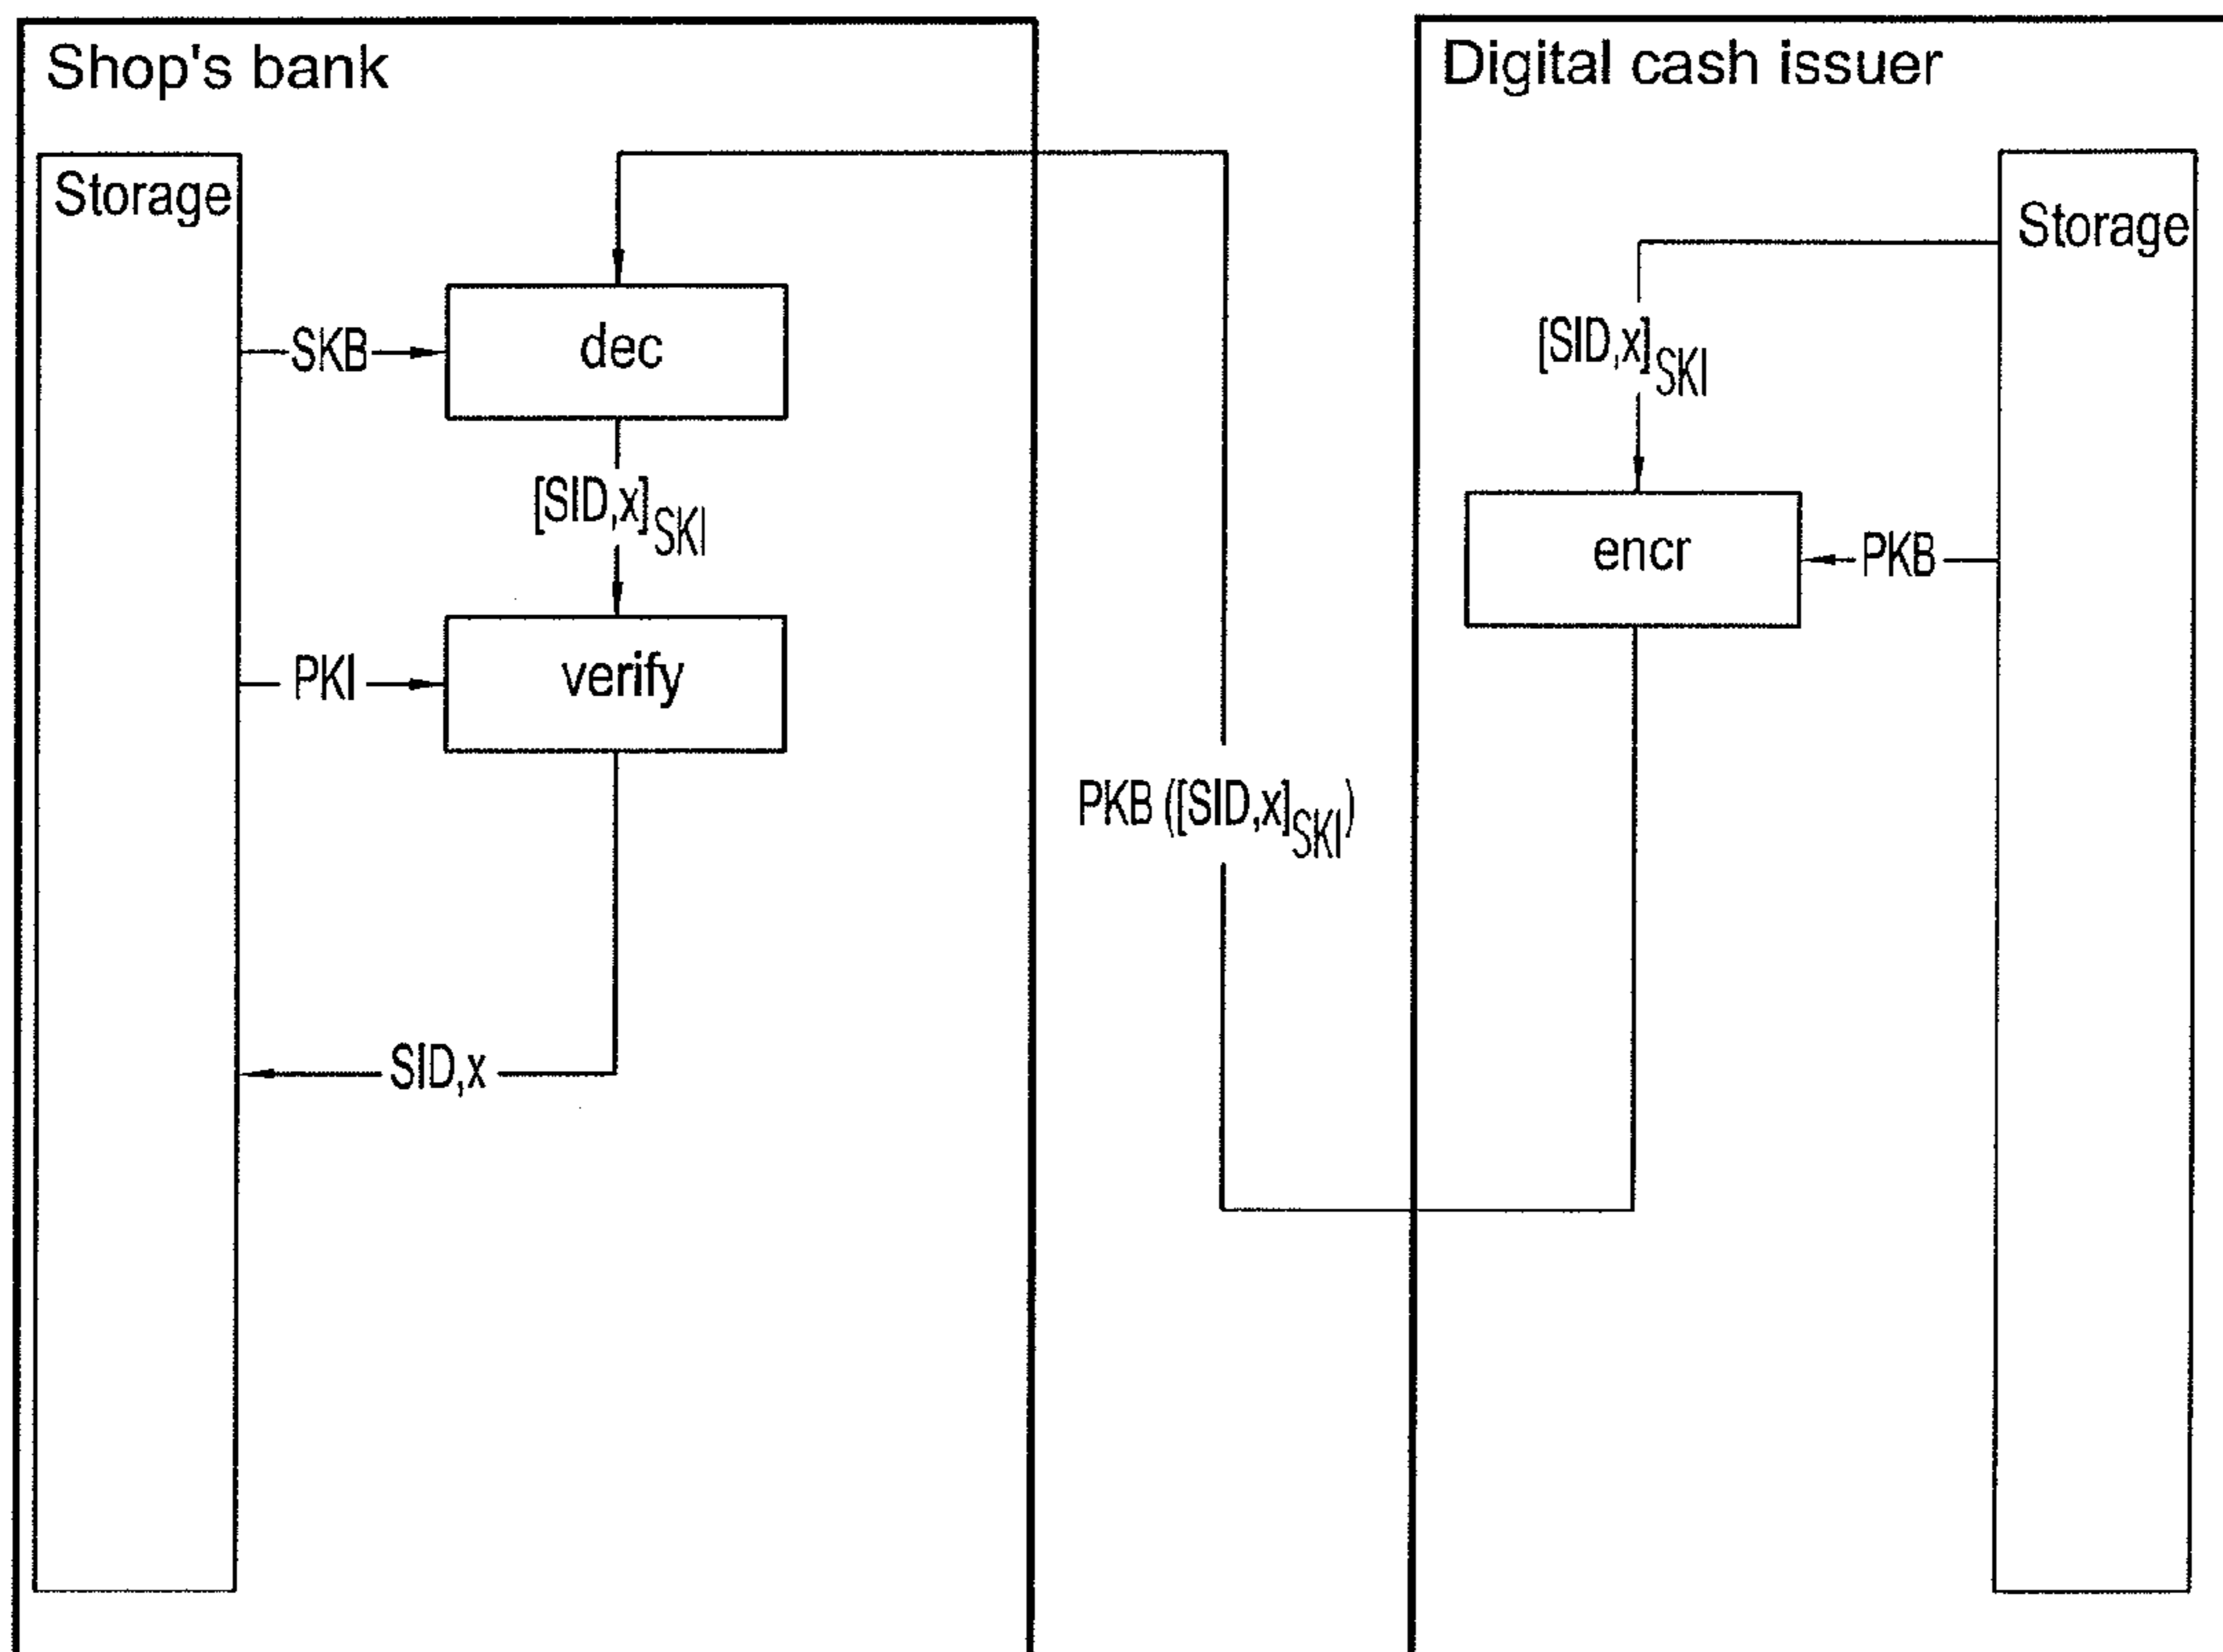 Shop's bank
Storage
SKB
dec
[SID,x]SKI
PKI
verify
SID,x
PKB ([SID,x]SKI)
Digital cash issuer
Storage
[SID,x]SKI
encr
PKB